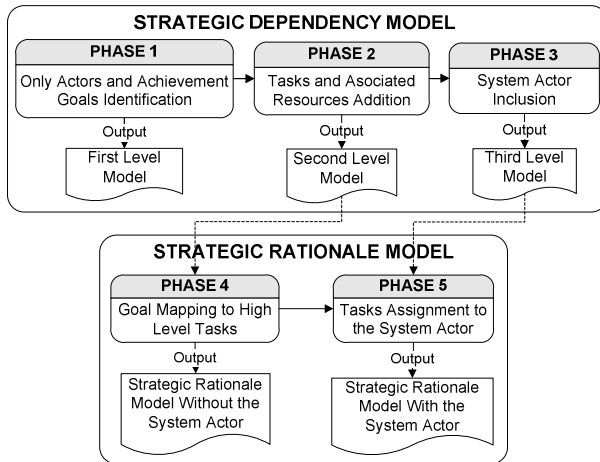 STRATEGIC DEPENDENCY MODEL
PHASE 1
Only Actors and Achievement
Goals Identification
Output
First Level
Model
PHASE 2
Tasks and Asociated
Resources Addition
Output
Second Level
Model
PHASE 3
System Actor
Inclusion
Output
Third Level
Model
STRATEGIC RATIONALE MODEL
PHASE 4
Goal Mapping to High
Level Tasks
Output
Strategic Rationale
Model Without the
System Actor
PHASE 5
Tasks Assignment to
the System Actor
Output
Strategic Rationale
Model With the
System Actor